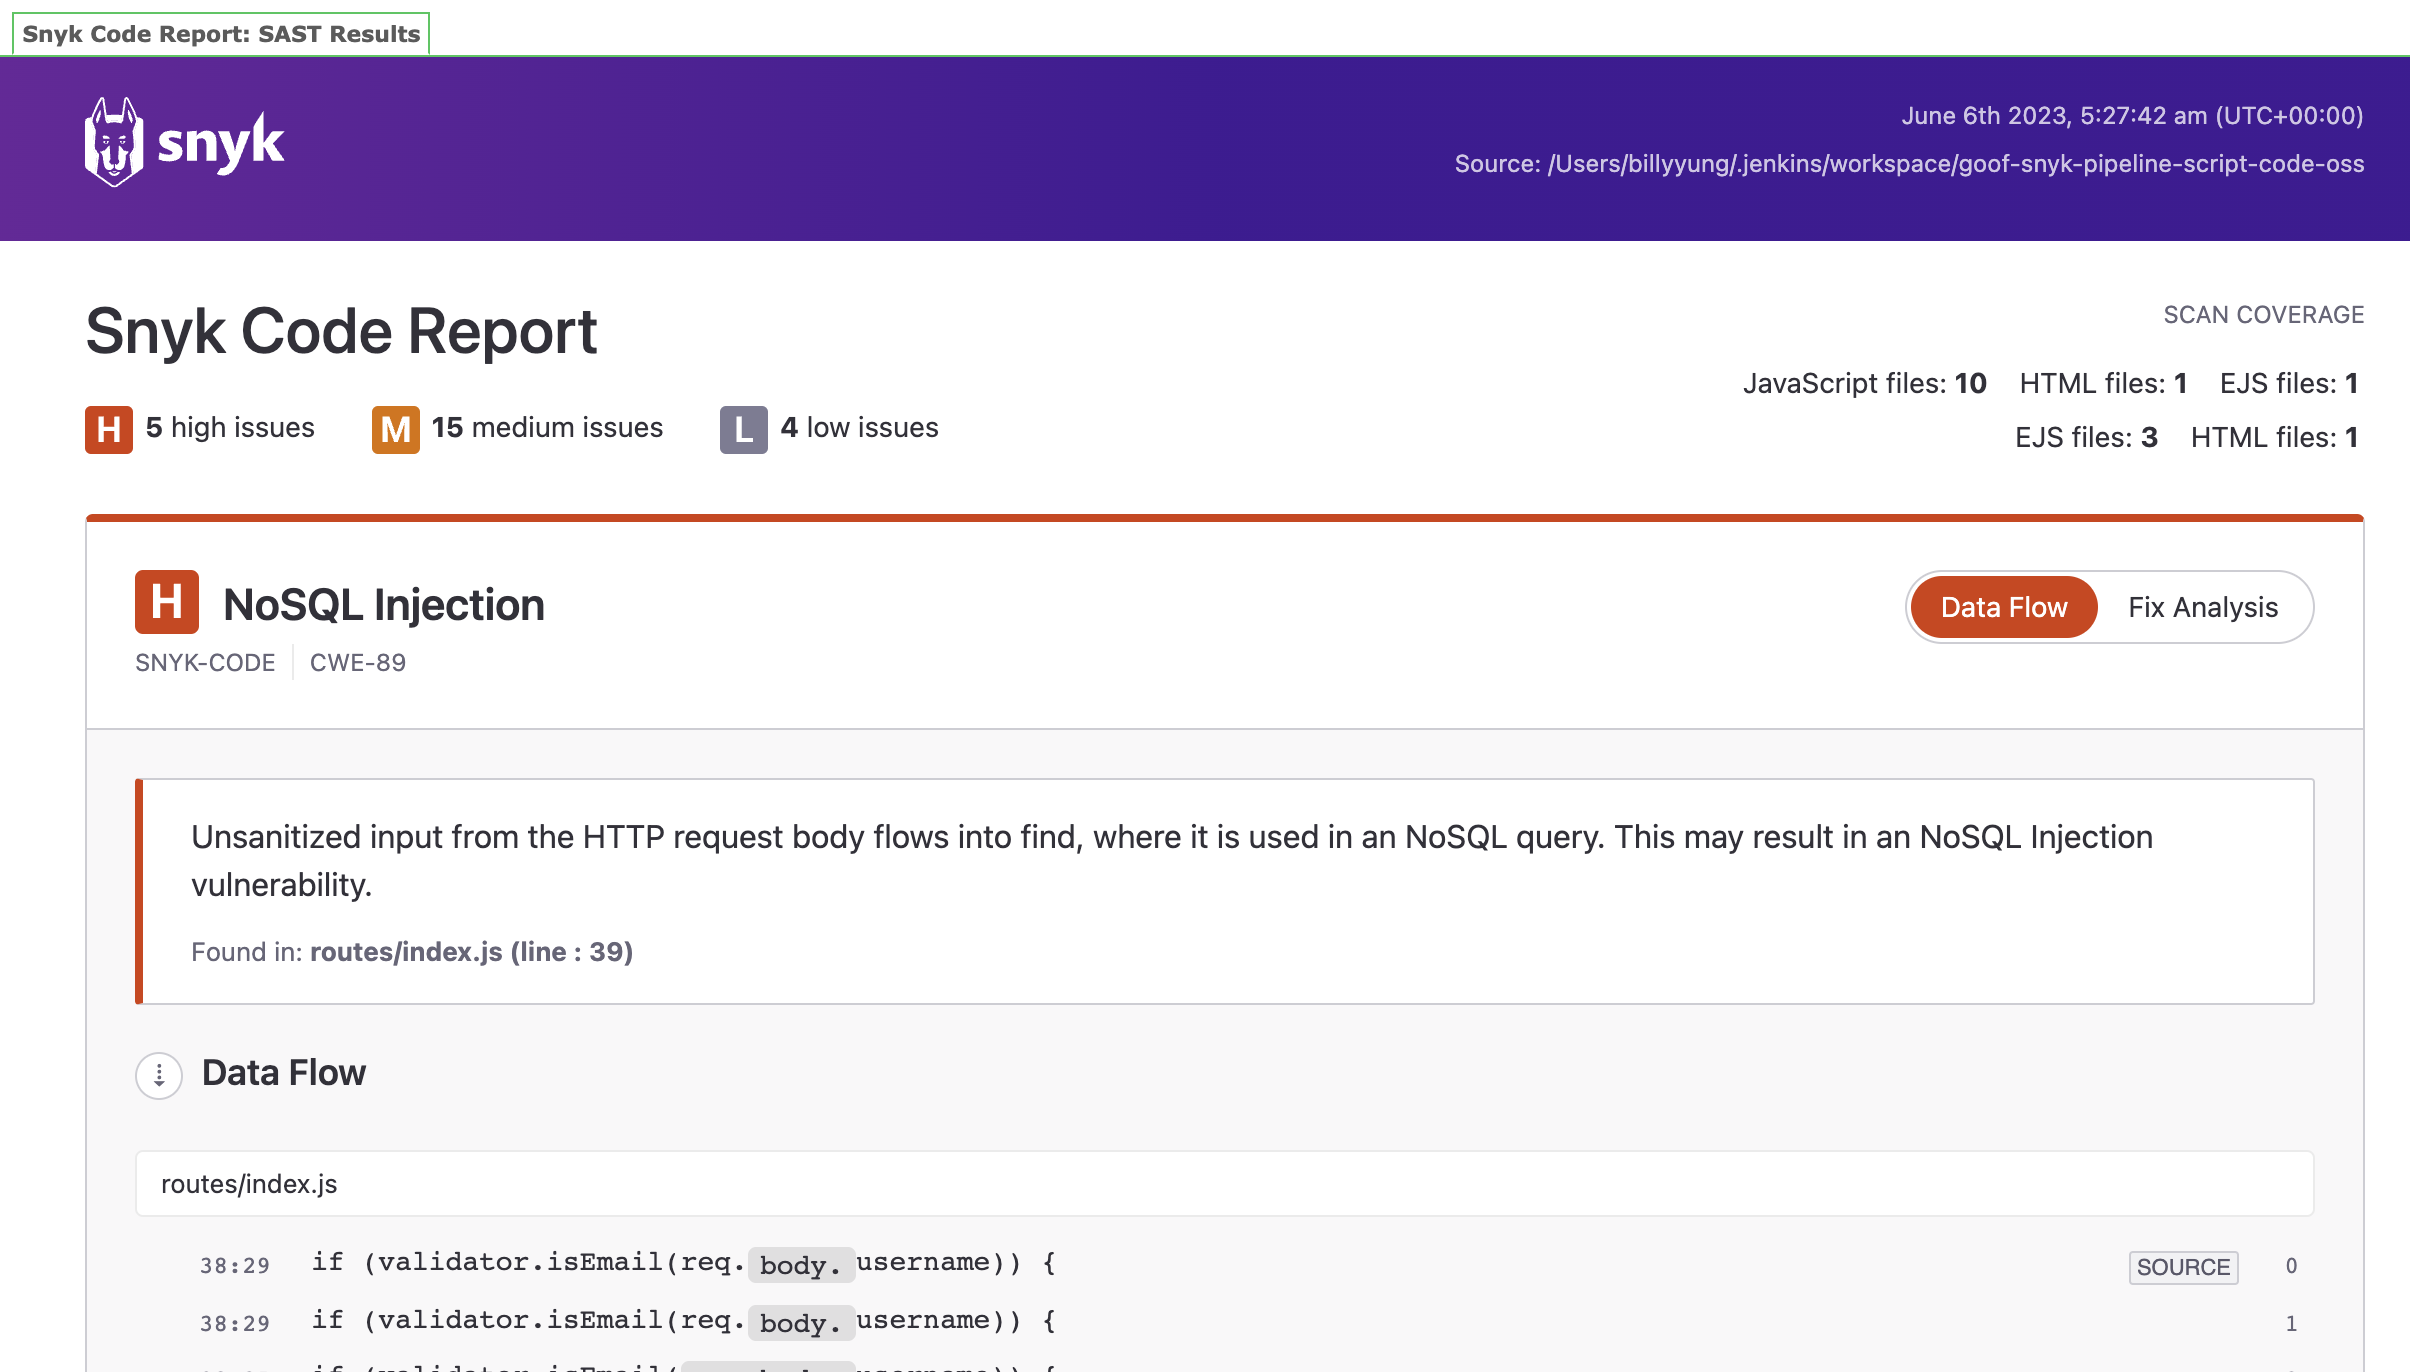 Snyk Code Report: SAST Results
snyk
June 6th 2023, 5:27:42 am (UTC+00:00)
Source: /Users/billyyung/.jenkins/workspace/goof-snyk-pipeline-script-code-oss
Snyk Code Report
SCAN COVERAGE
JavaScript files: 10 HTML files: 1 EJS files: 1
H 5 high issues M 15 medium issues L 4 low issues
EJS files: 3 HTML files: 1
H NoSQL Injection
Data Flow Fix Analysis
SNYK-CODE CWE-89
Unsanitized input from the HTTP request body flows into find, where it is used in an NoSQL query. This may result in an NoSQL Injection
vulnerability.
Found in: routes/index.js (line : 39)
Data Flow
routes/index.js
38:29 if (validator.isEmail(req.body.username)) { SOURCE 0
38:29 if (validator.isEmail(req.body.username)) { 1